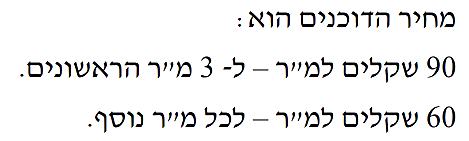 מחיר הדוכנים הוא:
90 שקלים למ״ר – ל- 3 מ״ר הראשונים.
60 שקלים למ״ר – לכל מ״ר נוסף.